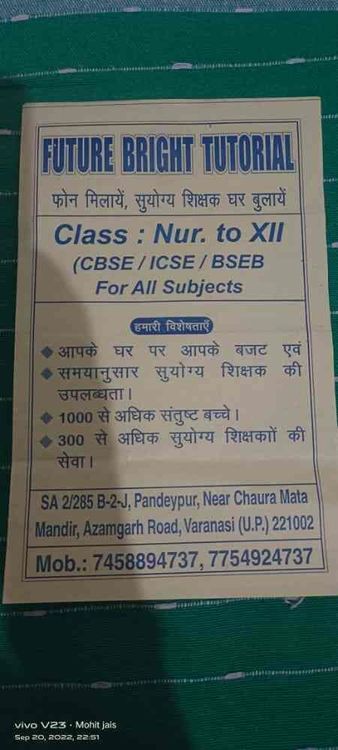 FUTURE BRIGHT TUTORIAL
फोन मिलायें, सुयोग्य शिक्षक घर बुलायें
Class : Nur. to XII
(CBSE / ICSE / BSEB
For All Subjects
हमारी विशेषताएँ
आपके घर पर आपके बजट एवं
समयानुसार सुयोग्य शिक्षक की
उपलब्धता।
1000 से अधिक संतुष्ट बच्चे।
300 से अधिक सुयोग्य शिक्षकाों की
सेवा।
SA 2/285 B-2-J, Pandeypur, Near Chaura Mata
Mandir, Azamgarh Road, Varanasi (U.P.) 221002
Mob.: 7458894737, 7754924737
vivo V23 · Mohit jais
Sep 20, 2022, 22:51